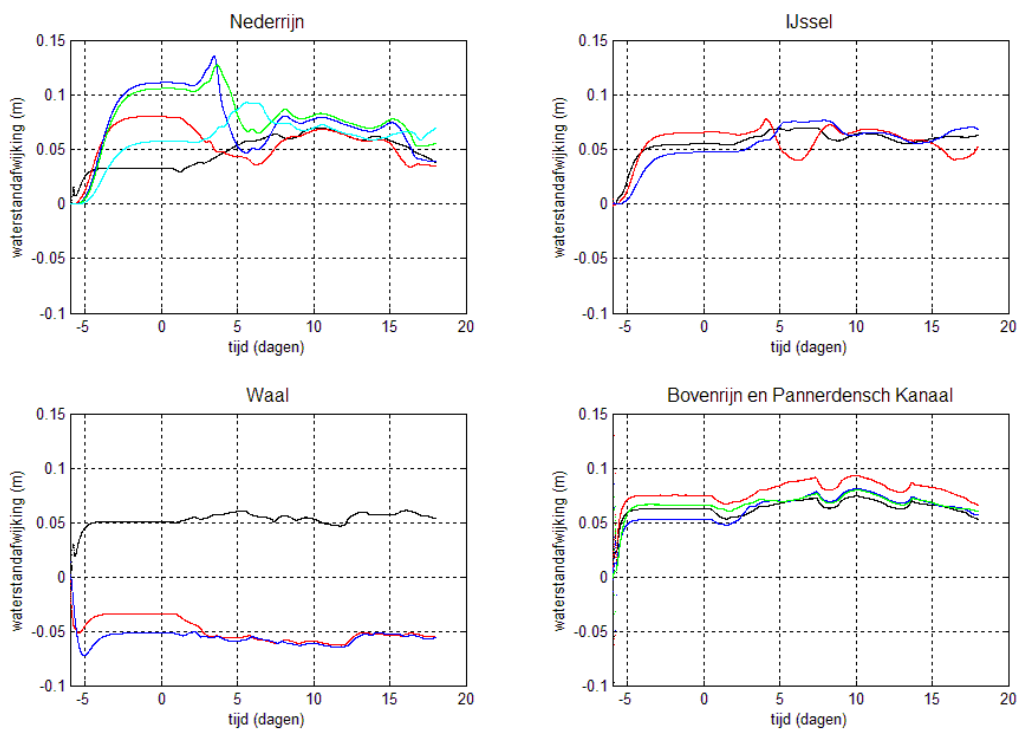 Nederrijn
0.15
0.1
0.05
0
-0.05
-0.1
waterstandafwijking (m)
-5 0 5 10 15 20
tijd (dagen)
IJssel
0.15
0.1
0.05
0
-0.05
-0.1
waterstandafwijking (m)
-5 0 5 10 15 20
tijd (dagen)
Waal
0.15
0.1
0.05
0
-0.05
-0.1
waterstandafwijking (m)
-5 0 5 10 15 20
tijd (dagen)
Bovenrijn en Pannerdensch Kanaal
0.15
0.1
0.05
0
-0.05
-0.1
waterstandafwijking (m)
-5 0 5 10 15 20
tijd (dagen)